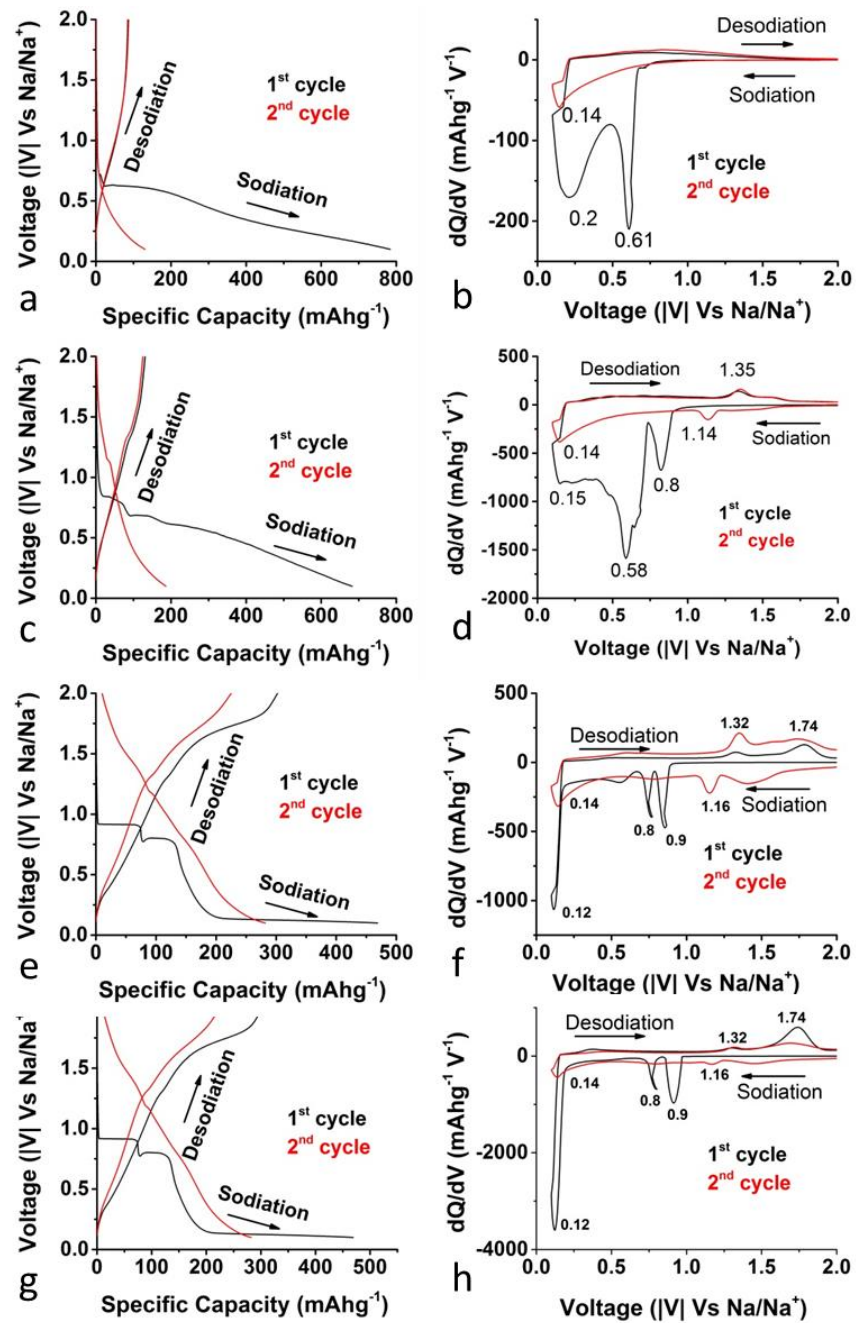 2.0
1.5
1.0
0.5
0.0
0 200 400 600 800
Voltage (|V| Vs Na/Na⁺)
Specific Capacity (mAhg⁻¹)
Desodiation
1ˢᵗ cycle
2ⁿᵈ cycle
Sodiation
a
0
-50
-100
-150
-200
0.0 0.5 1.0 1.5 2.0
dQ/dV (mAhg⁻¹ V⁻¹)
Voltage (|V| Vs Na/Na⁺)
Desodiation
Sodiation
0.14
0.2
0.61
1ˢᵗ cycle
2ⁿᵈ cycle
b
2.0
1.5
1.0
0.5
0.0
0 200 400 600 800
Voltage (|V| Vs Na/Na⁺)
Specific Capacity (mAhg⁻¹)
Desodiation
1ˢᵗ cycle
2ⁿᵈ cycle
Sodiation
c
500
0
-500
-1000
-1500
-2000
0.0 0.5 1.0 1.5 2.0
dQ/dV (mAhg⁻¹ V⁻¹)
Voltage (|V| Vs Na/Na⁺)
Desodiation
1.35
1.14
Sodiation
0.14
0.15
0.8
0.58
1ˢᵗ cycle
2ⁿᵈ cycle
d
2.0
1.5
1.0
0.5
0.0
0 100 200 300 400 500
Voltage (|V| Vs Na/Na⁺)
Specific Capacity (mAhg⁻¹)
Desodiation
1ˢᵗ cycle
2ⁿᵈ cycle
Sodiation
e
500
0
-500
-1000
0.0 0.5 1.0 1.5 2.0
dQ/dV (mAhg⁻¹ V⁻¹)
Voltage (|V| Vs Na/Na⁺)
Desodiation
1.32
1.74
0.14
0.8
0.9
1.16
Sodiation
0.12
1ˢᵗ cycle
2ⁿᵈ cycle
f
1.5
1.0
0.5
0.0
0 100 200 300 400 500
Voltage (|V| Vs Na/Na⁺
Specific Capacity (mAhg⁻¹)
Desodiation
1ˢᵗ cycle
2ⁿᵈ cycle
Sodiation
g
0
-2000
-4000
0.0 0.5 1.0 1.5 2.0
dQ/dV (mAhg⁻¹ V⁻¹)
Voltage (|V| Vs Na/Na⁺)
Desodiation
1.32
1.74
0.14
0.8
0.9
1.16
Sodiation
0.12
1ˢᵗ cycle
2ⁿᵈ cycle
h